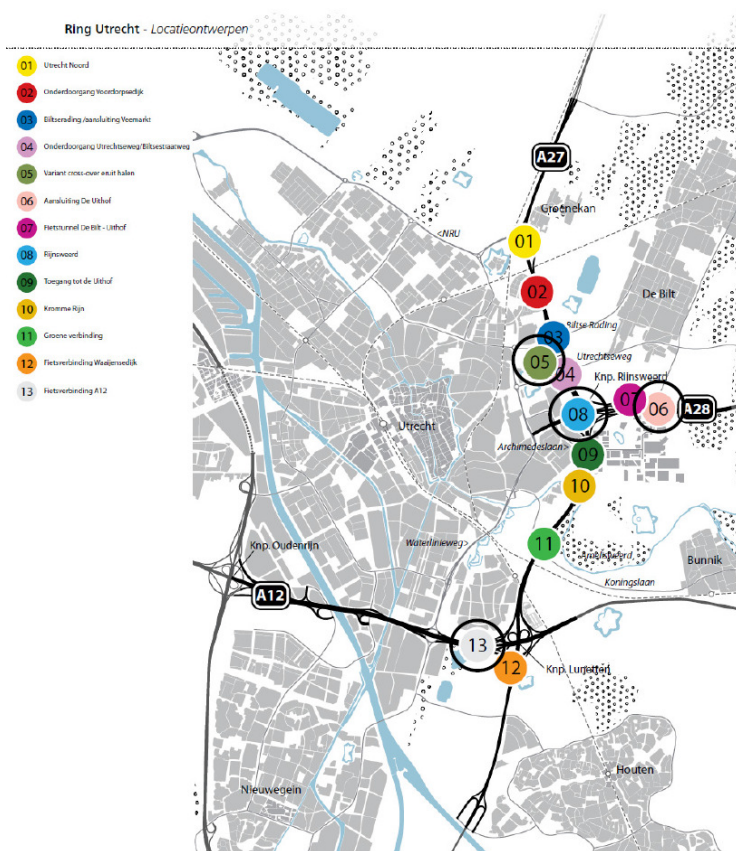 Ring Utrecht - Locatieontwerpen
01 Utrecht Noord
02 Onderdoorgang Voordorpsedijk
03 Biltserading /aansluiting Veemarkt
04 Onderdoorgang Utrechtseweg/Biltsestraatweg
05 Variant cross-over eruit halen
06 Aansluiting De Uithof
07 Fietstunnel De Bilt - Uithof
08 Rijnsweerd
09 Toegang tot de Uithof
10 Kromme Rijn
11 Groene verbinding
12 Fietsverbinding Waaijensedijk
13 Fietsverbinding A12
A27
Groenekan
<NRU
01
02
De Bilt
Biltse Rading
03
05
Utrechtseweg
04
Knp. Rijnsweerd
07
06
A28
08
Utrecht
Archimedeslaan>
09
10
Waterlinieweg>
11
Amelisweerd
Knp. Oudenrijn
Bunnik
Koningslaan
A12
13
12
Knp. Lunetten
Houten
Nieuwegein